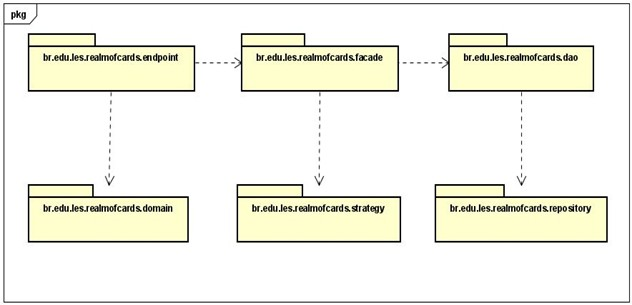 pkg
br.edu.les.realmofcards.endpoint
br.edu.les.realmofcards.facade
br.edu.les.realmofcards.dao
br.edu.les.realmofcards.domain
br.edu.les.realmofcards.strategy
br.edu.les.realmofcards.repository